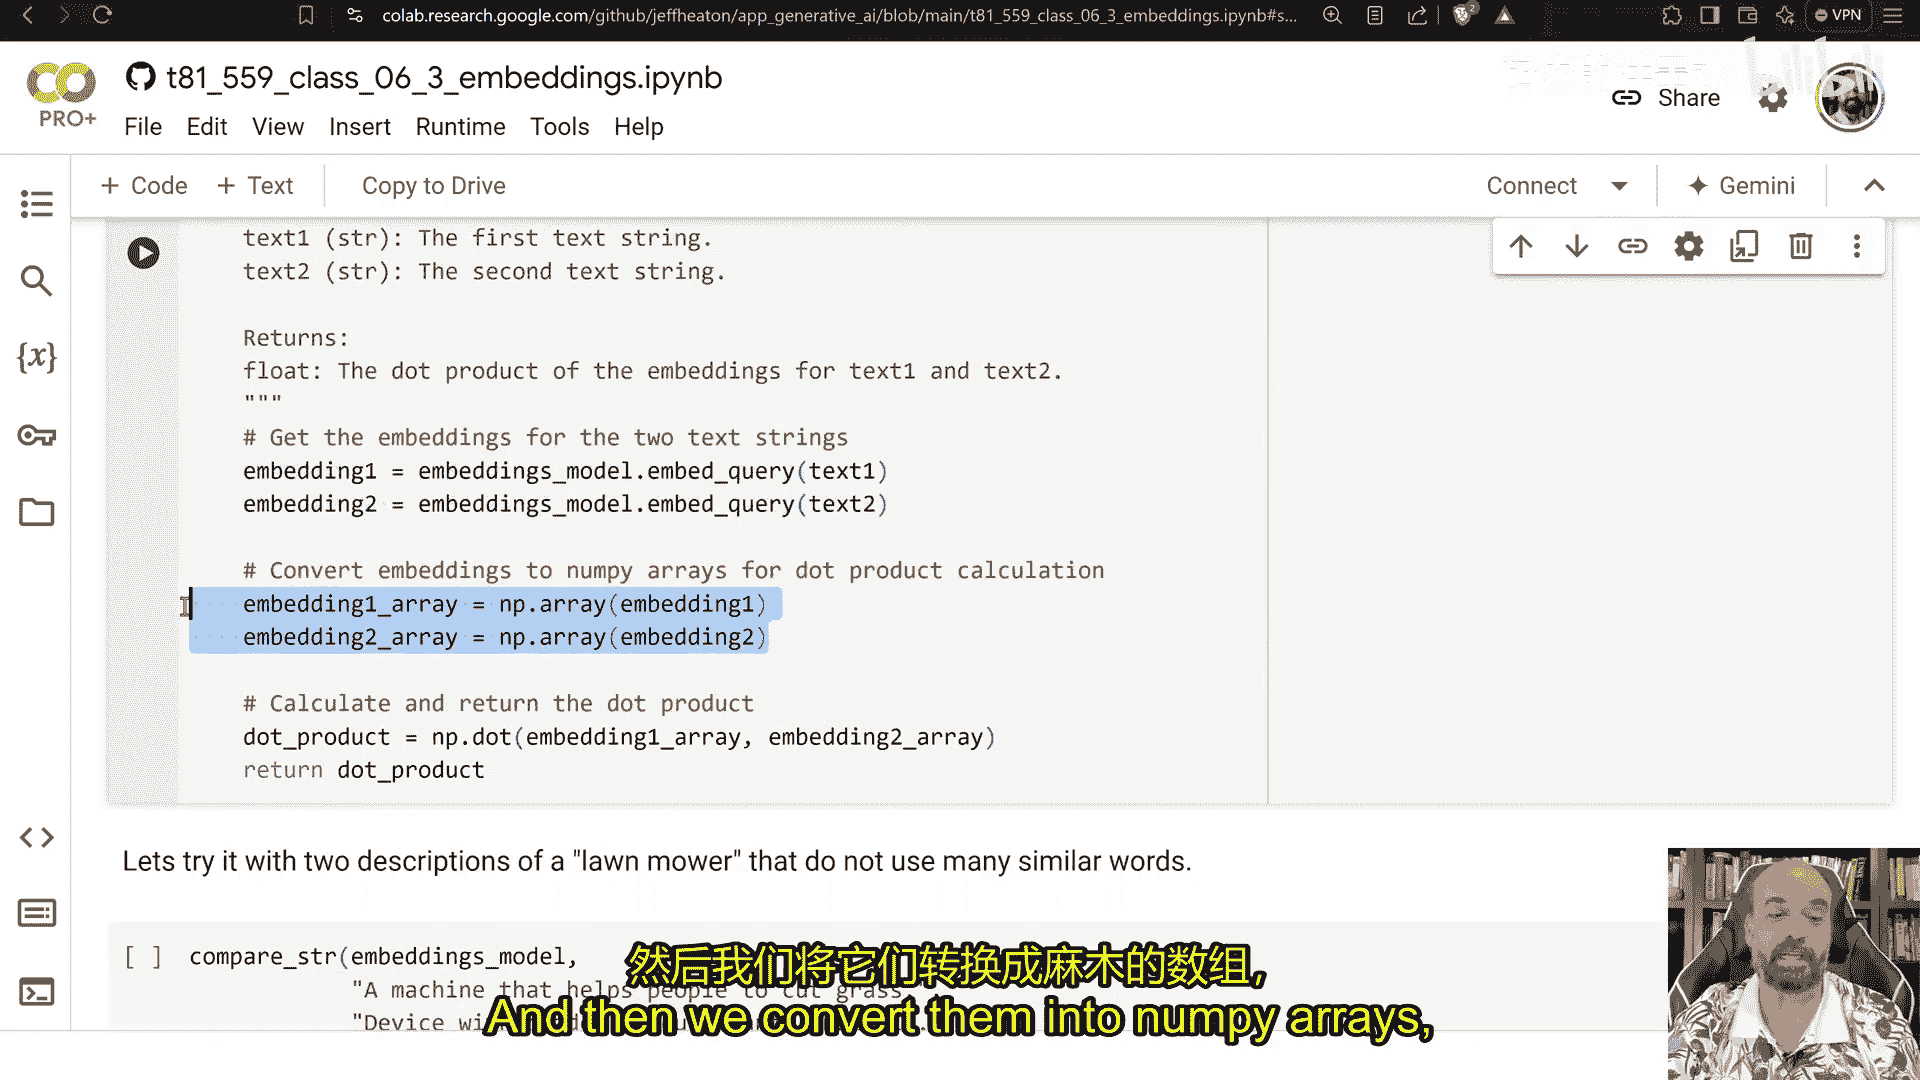 colab.research.google.com/github/jeffheaton/app_generative_ai/blob/main/t81_559_class_06_3_embeddings.ipynb#s...
2
VPN
t81_559_class_06_3_embeddings.ipynb
PRO+
File Edit View Insert Runtime Tools Help
Share
+ Code + Text Copy to Drive
Connect
Gemini
text1 (str): The first text string.
text2 (str): The second text string.
Returns:
float: The dot product of the embeddings for text1 and text2.
"""
# Get the embeddings for the two text strings
embedding1 = embeddings_model.embed_query(text1)
embedding2 = embeddings_model.embed_query(text2)
# Convert embeddings to numpy arrays for dot product calculation
embedding1_array = np.array(embedding1)
embedding2_array = np.array(embedding2)
# Calculate and return the dot product
dot_product = np.dot(embedding1_array, embedding2_array)
return dot_product
Lets try it with two descriptions of a "lawn mower" that do not use many similar words.
[ ] compare_str(embeddings_model,
"A machine that helps people to cut grass
"Device wi
然后我们将它们转换成麻木的数组，
And then we convert them into numpy arrays,